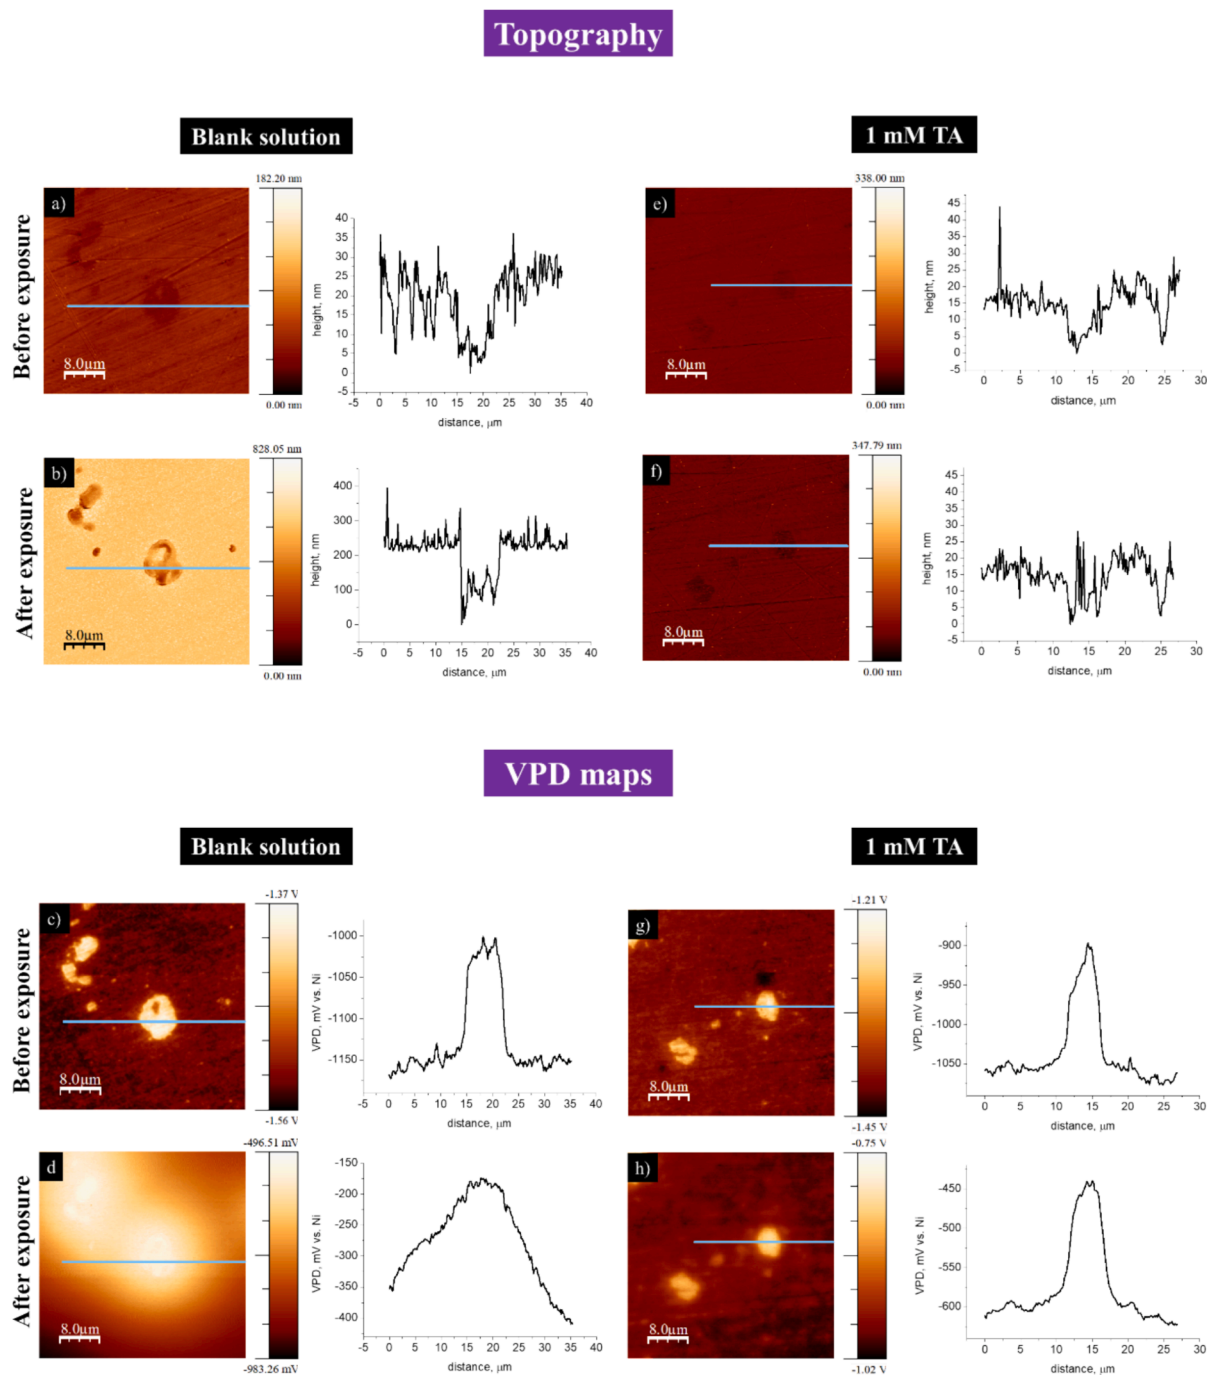 Topography
Blank solution
1 mM TA
Before exposure
a)
8.0µm
182.20 nm
0.00 nm
height, nm
40
35
30
25
20
15
10
5
0
-5
-5 0 5 10 15 20 25 30 35 40
distance, µm
e)
8.0µm
338.00 nm
0.00 nm
height, nm
45
40
35
30
25
20
15
10
5
0
-5
0 5 10 15 20 25 30
distance, µm
After exposure
b)
8.0µm
828.05 nm
0.00 nm
height, nm
400
300
200
100
0
-5 0 5 10 15 20 25 30 35 40
distance, µm
f)
8.0µm
347.79 nm
0.00 nm
height, nm
45
40
35
30
25
20
15
10
5
0
-5
0 5 10 15 20 25 30
distance, µm
VPD maps
Blank solution
1 mM TA
Before exposure
c)
8.0µm
-1.37 V
-1.56 V
VPD, mV vs. Ni
-1000
-1050
-1100
-1150
-5 0 5 10 15 20 25 30 35 40
distance, µm
g)
8.0µm
-1.21 V
-1.45 V
VPD, mV vs. Ni
-900
-950
-1000
-1050
0 5 10 15 20 25 30
distance, µm
After exposure
d
8.0µm
-496.51 mV
-983.26 mV
VPD, mV vs. Ni
-150
-200
-250
-300
-350
-400
-5 0 5 10 15 20 25 30 35 40
distance, µm
h)
8.0µm
-0.75 V
-1.02 V
VPD, mV vs. Ni
-450
-500
-550
-600
0 5 10 15 20 25 30
distance, µm